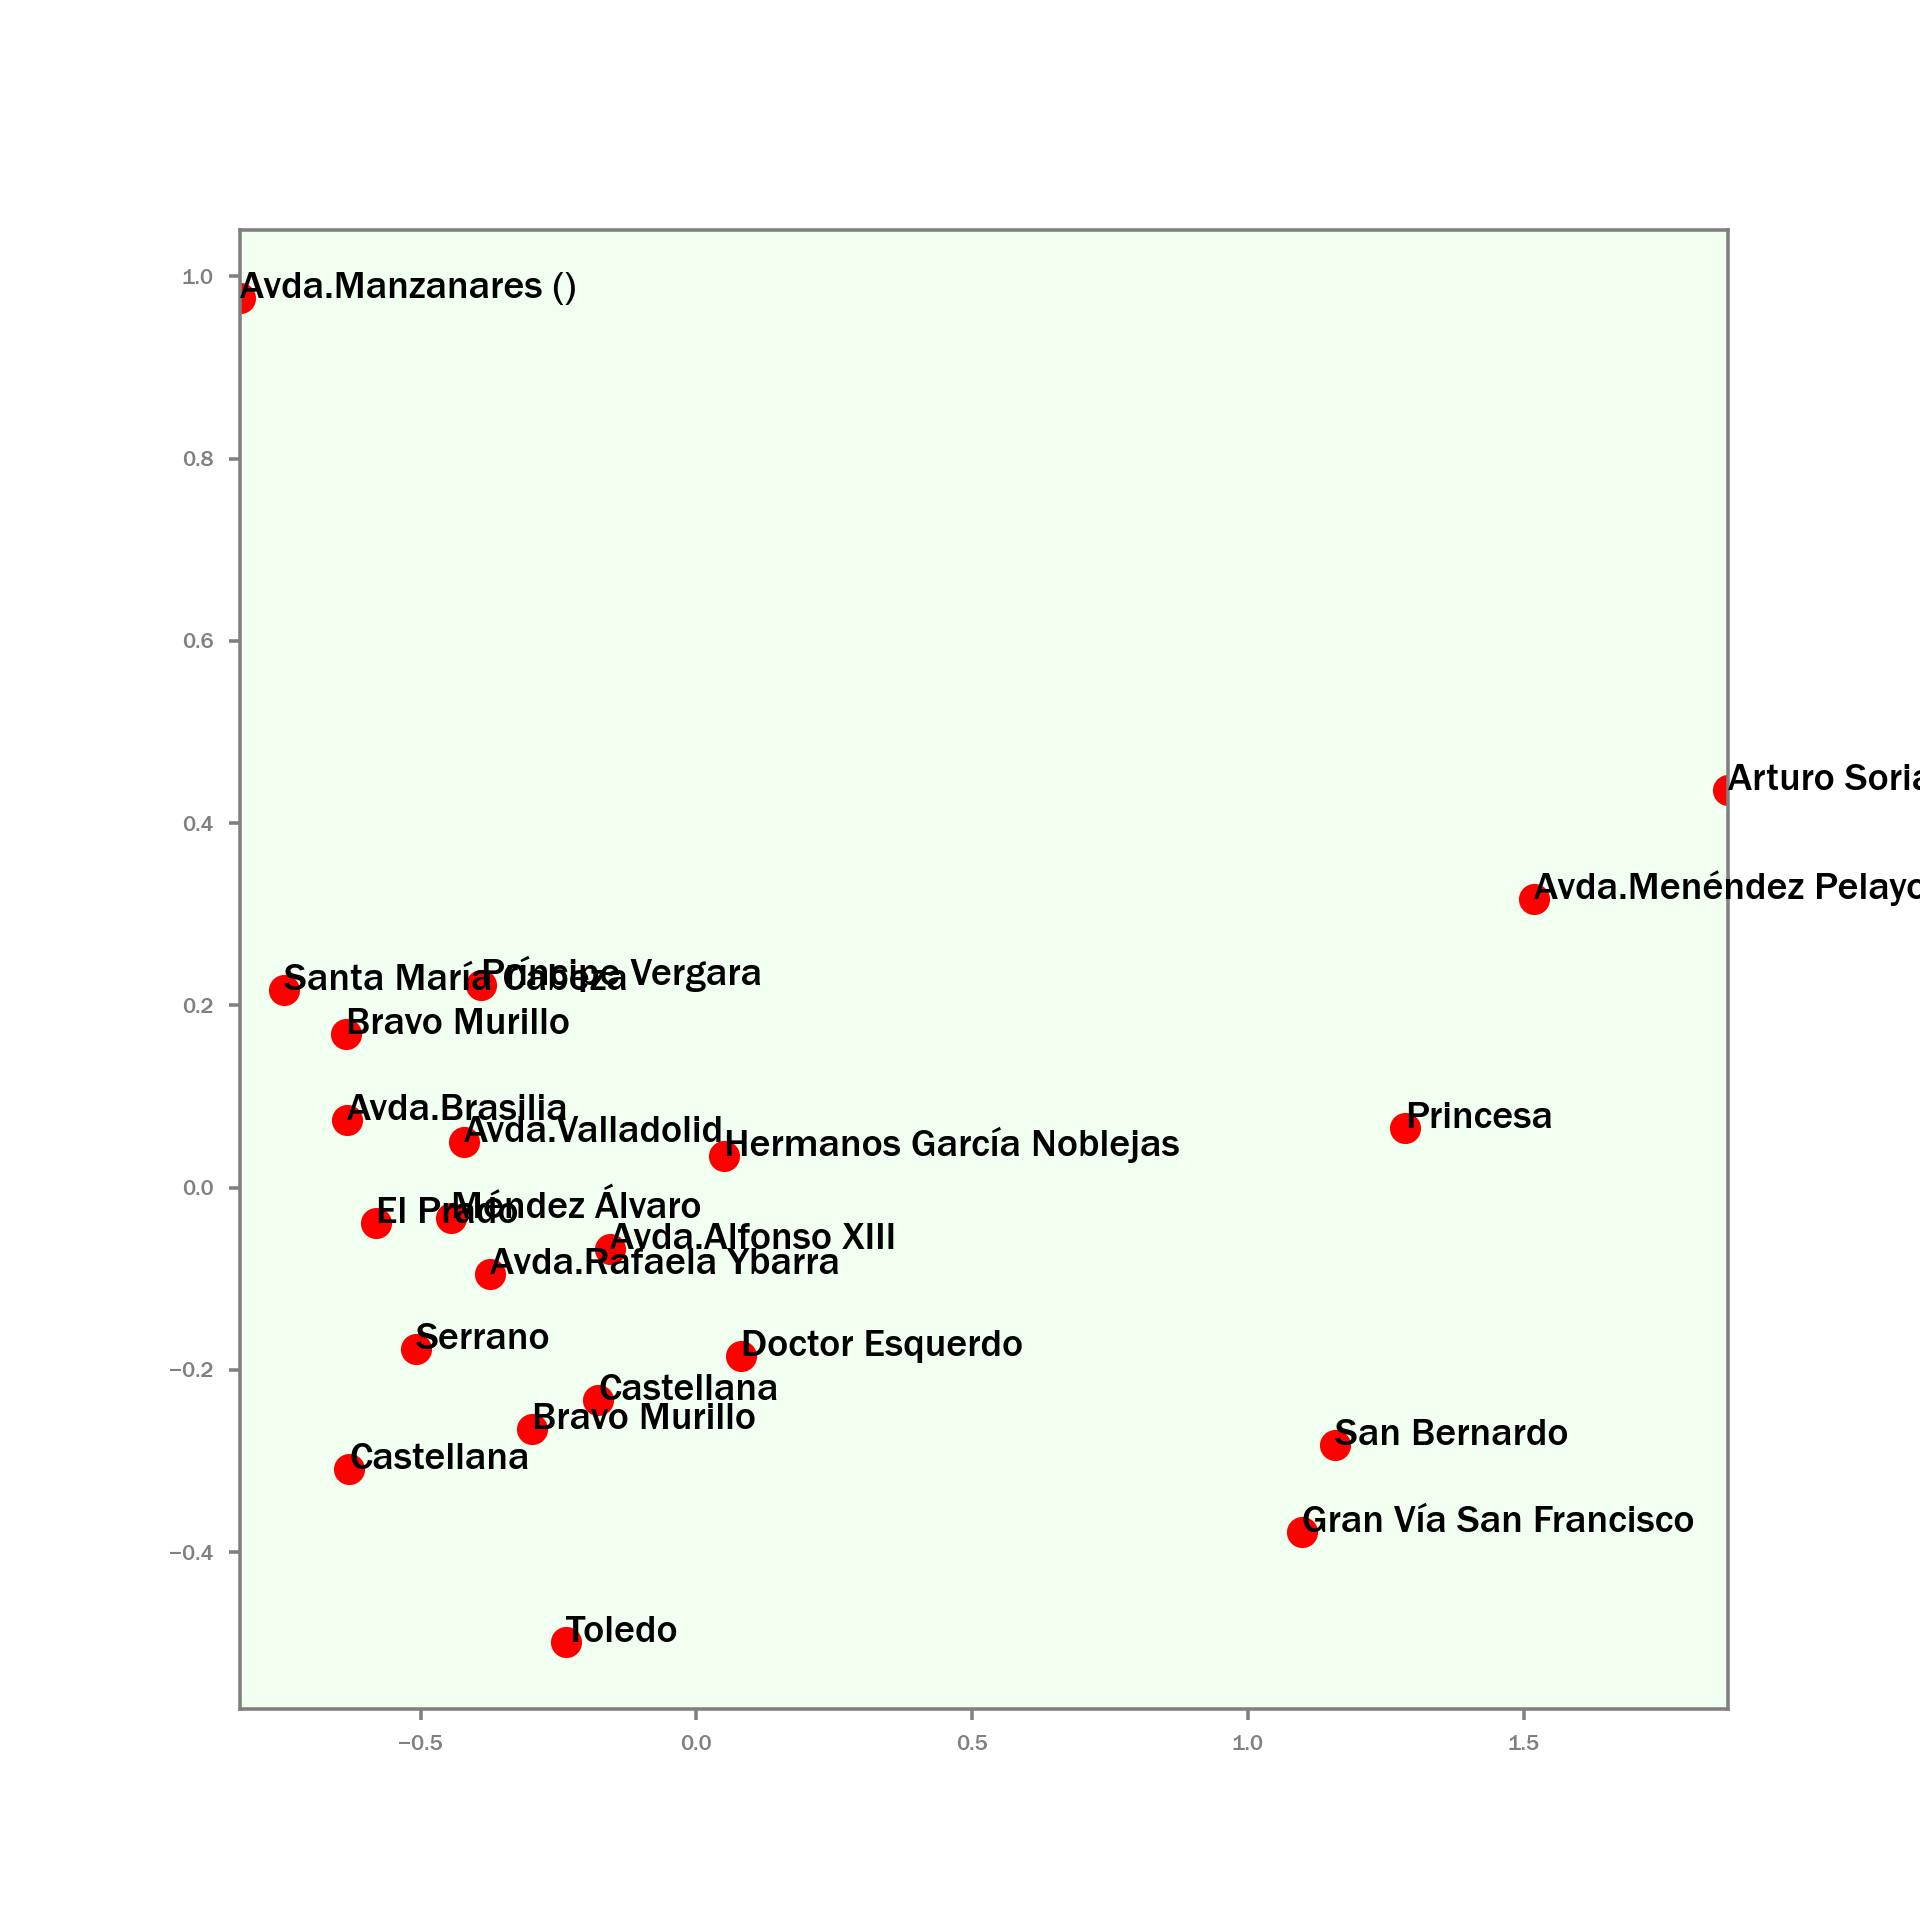 1.0
Avda.Manzanares ()
0.8
0.6
Arturo Soria
0.4
Avda.Menéndez Pelayo
Príncipe Vergara
Santa María Cabeza
0.2
Bravo Murillo
Avda.Brasilia
Princesa
Avda.Valladolid
Hermanos García Noblejas
0.0
Méndez Álvaro
El Prado
Avda.Alfonso XIII
Avda.Rafaela Ybarra
Serrano
Doctor Esquerdo
−0.2
Castellana
Bravo Murillo
San Bernardo
Castellana
Gran Vía San Francisco
−0.4
Toledo
−0.5 0.0 0.5 1.0 1.5